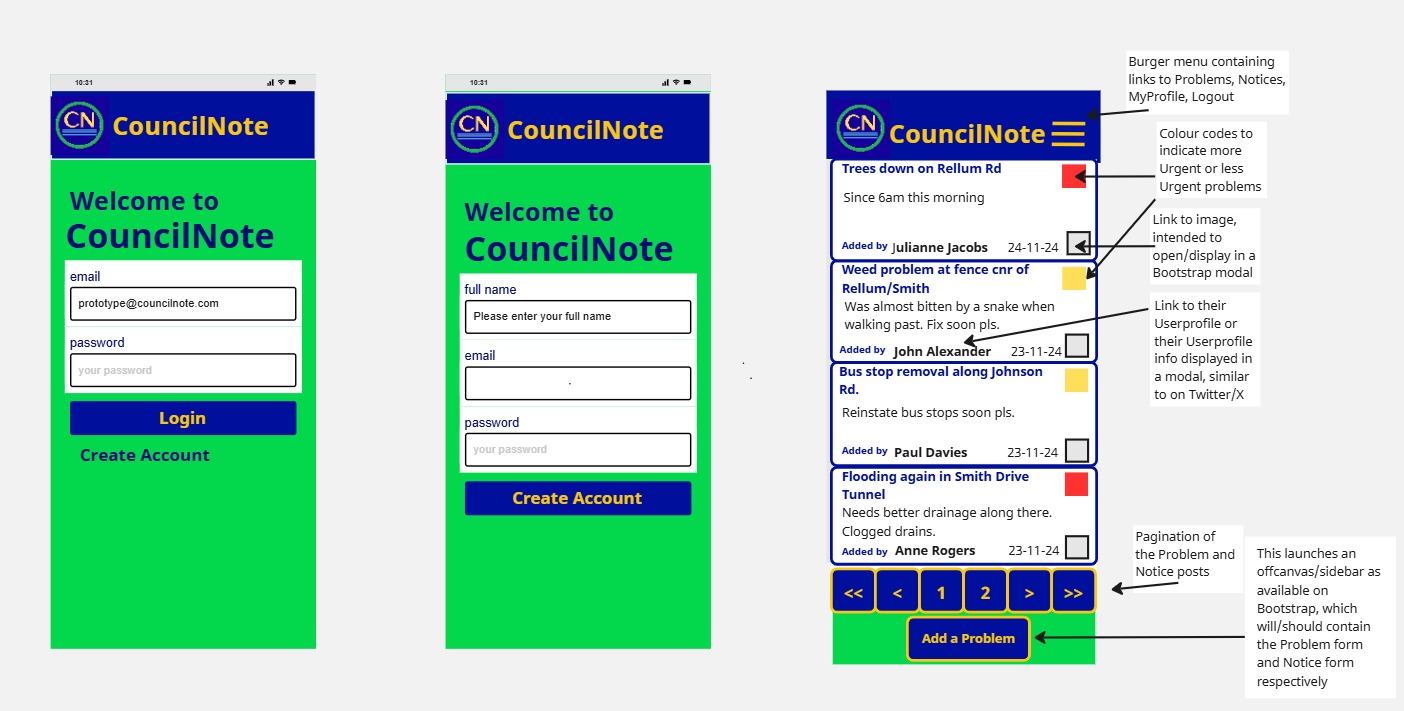 10:31
CN
CouncilNote
Welcome to
CouncilNote
email
prototype@councilnote.com
password
your password
Login
Create Account
10:31
CN
CouncilNote
Welcome to
CouncilNote
full name
Please enter your full name
email
password
your password
Create Account
CN
CouncilNote
Trees down on Rellum Rd
Since 6am this morning
Added by Julianne Jacobs 24-11-24
Weed problem at fence cnr of
Rellum/Smith
Was almost bitten by a snake when
walking past. Fix soon pls.
Added by John Alexander 23-11-24
Bus stop removal along Johnson
Rd.
Reinstate bus stops soon pls.
Added by Paul Davies 23-11-24
Flooding again in Smith Drive
Tunnel
Needs better drainage along there.
Clogged drains.
Added by Anne Rogers 23-11-24
<< < 1 2 > >>
Add a Problem
Burger menu containing
links to Problems, Notices,
MyProfile, Logout
Colour codes to
indicate more
Urgent or less
Urgent problems
Link to image,
intended to
open/display in a
Bootstrap modal
Link to their
Userprofile or
their Userprofile
info displayed in
a modal, similar
to on Twitter/X
Pagination of
the Problem and
Notice posts
This launches an
offcanvas/sidebar as
available on
Bootstrap, which
will/should contain
the Problem form
and Notice form
respectively